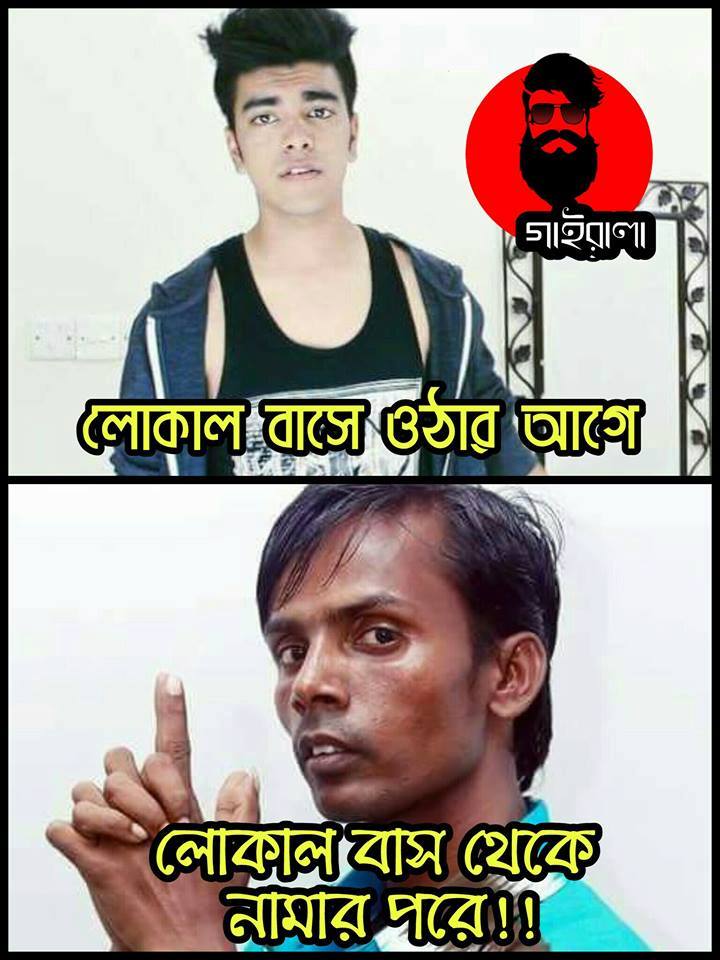 গাইরালা
লোকাল বাসে ওঠার আগে
লোকাল বাস থেকে
নামার পরে!!